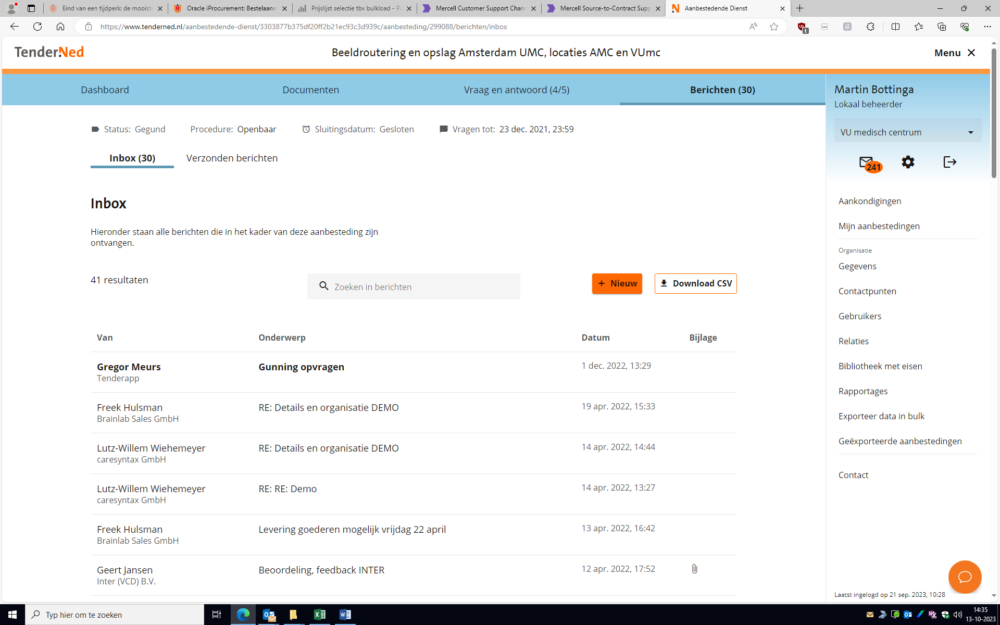 Eind van een tijdperk: de mooiste
Oracle iProcurement: Bestelaanv
Prijslijst selectie tbv bulkload - Po
Mercell Customer Support Chann
Mercell Source-to-Contract Supp
Aanbestedende Dienst
https://www.tenderned.nl/aanbestedende-dienst/3303877b375df20ff2b21ec93c3d939c/aanbesteding/299088/berichten/inbox
1
TenderNed
Beeldroutering en opslag Amsterdam UMC, locaties AMC en VUmc
Menu
Dashboard
Documenten
Vraag en antwoord (4/5)
Berichten (30)
Martin Bottinga
Lokaal beheerder
VU medisch centrum
241
Status: Gegund
Procedure: Openbaar
Sluitingsdatum: Gesloten
Vragen tot: 23 dec. 2021, 23:59
Inbox (30)
Verzonden berichten
Inbox
Hieronder staan alle berichten die in het kader van deze aanbesteding zijn
ontvangen.
41 resultaten
Zoeken in berichten
+ Nieuw
Download CSV
Van Onderwerp Datum Bijlage
Gregor Meurs Gunning opvragen 1 dec. 2022, 13:29
Tenderapp
Freek Hulsman RE: Details en organisatie DEMO 19 apr. 2022, 15:33
Brainlab Sales GmbH
Lutz-Willem Wiehemeyer RE: Details en organisatie DEMO 14 apr. 2022, 14:44
caresyntax GmbH
Lutz-Willem Wiehemeyer RE: RE: Demo 14 apr. 2022, 13:27
caresyntax GmbH
Freek Hulsman Levering goederen mogelijk vrijdag 22 april 13 apr. 2022, 16:42
Brainlab Sales GmbH
Geert Jansen Beoordeling, feedback INTER 12 apr. 2022, 17:52
Inter (VCD) B.V.
Aankondigingen
Mijn aanbestedingen
Organisatie
Gegevens
Contactpunten
Gebruikers
Relaties
Bibliotheek met eisen
Rapportages
Exporteer data in bulk
Geëxporteerde aanbestedingen
Contact
Laatst ingelogd op 21 sep. 2023, 10:28
Typ hier om te zoeken
14:35
13-10-2023